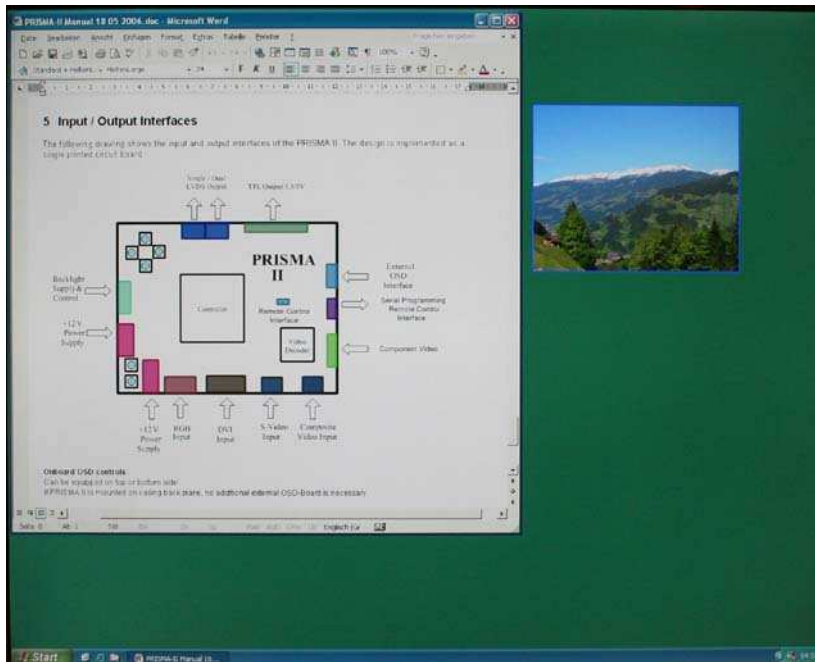 PRISMA-II Manual 18 05 2006.doc - Microsoft Word
Datei Bearbeiten Ansicht Einfügen Format Extras Tabelle Fenster ?
100%
Standard + Helvetic
24
F K U
5 Input / Output Interfaces
The following drawing shows the input and output interfaces of the PRISMA II. The design is implemented as a
single printed circuit board
Single / Dual
LVDS Output
TTL Output
Backlight
Supply &
Control
+12 V
Power
Supply
Controller
PRISMA
II
Remote Control
Interface
Video
Decoder
External
OSD
Interface
Serial Programming
Remote Control
Interface
Component Video
+12 V
Power
Supply
RGB
Input
DVI
Input
S-Video
Input
Composite
Video Input
Onboard OSD controls
Can be equipped on top or bottom side
If PRISMA II is mounted on casing back plane, no additional external OSD-Board is necessary
Englisch
Start
PRISMA-II Manual 18...